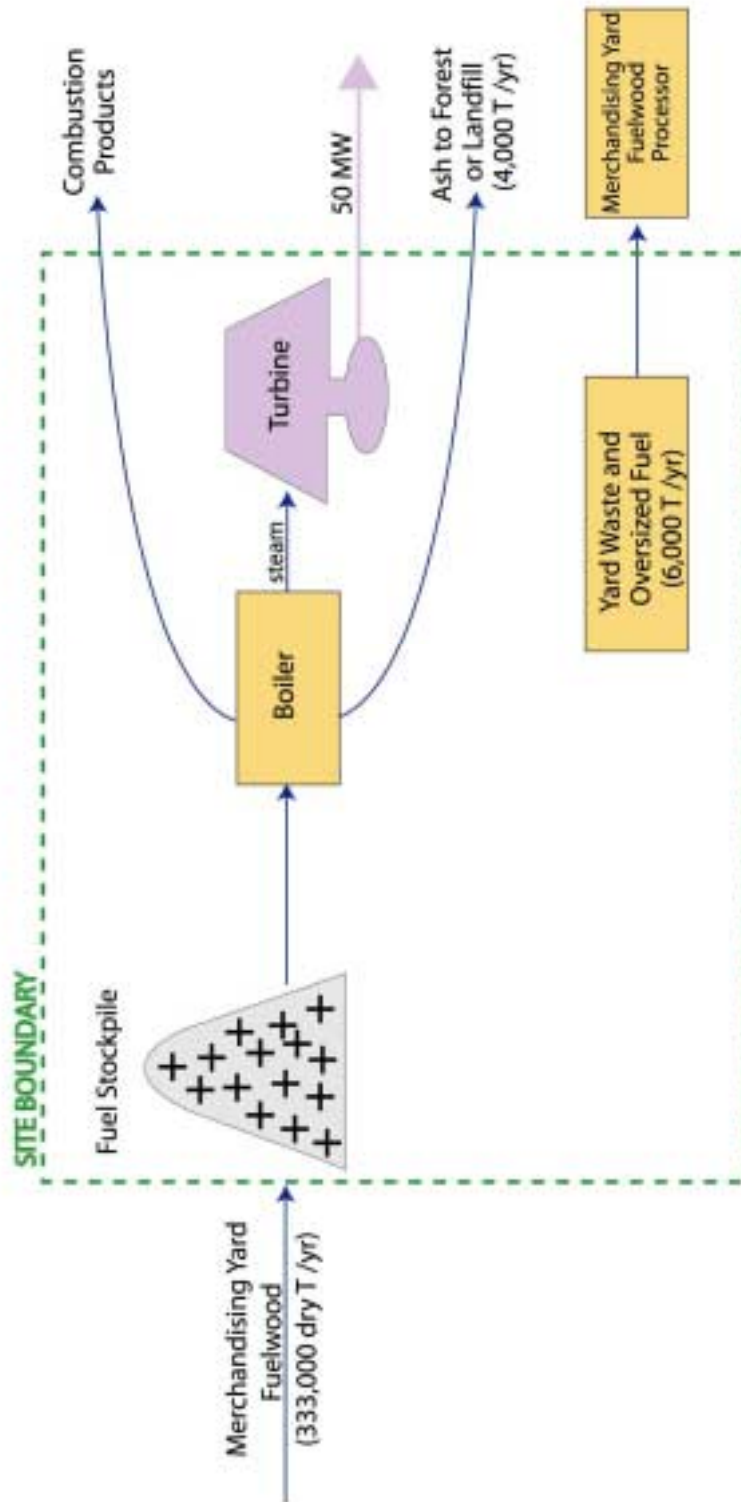 SITE BOUNDARY
Merchandising Yard
Fuelwood
(333,000 dry T /yr)
Fuel Stockpile
Boiler
steam
Turbine
50 MW
Combustion
Products
Ash to Forest
or Landfill
(4,000 T /yr)
Yard Waste and
Oversized Fuel
(6,000 T /yr)
Merchandising Yard
Fuelwood
Processor